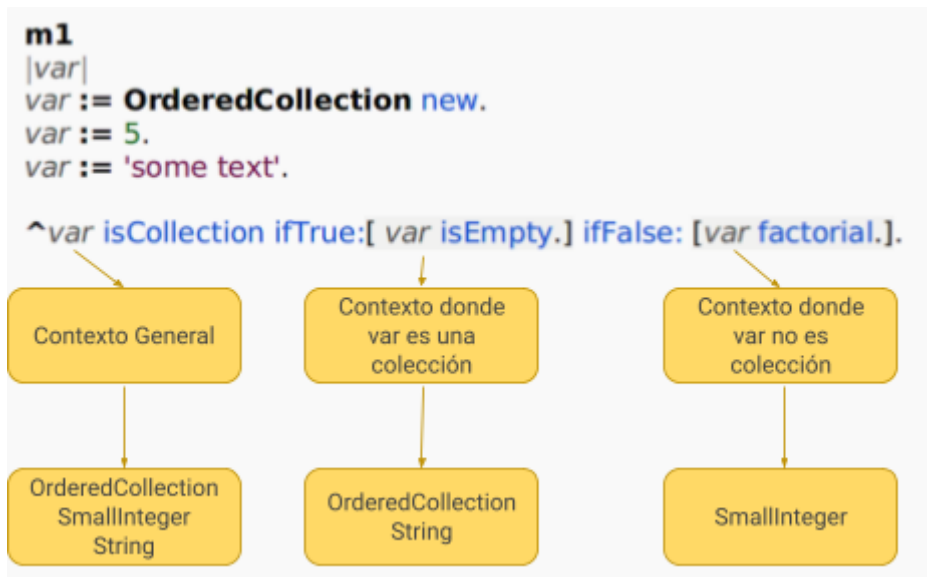 m1
|var|
var := OrderedCollection new.
var := 5.
var := 'some text'.
^var isCollection ifTrue:[ var isEmpty.] ifFalse: [var factorial.].
Contexto General
Contexto donde
var es una
colección
Contexto donde
var no es
colección
OrderedCollection
SmallInteger
String
OrderedCollection
String
SmallInteger